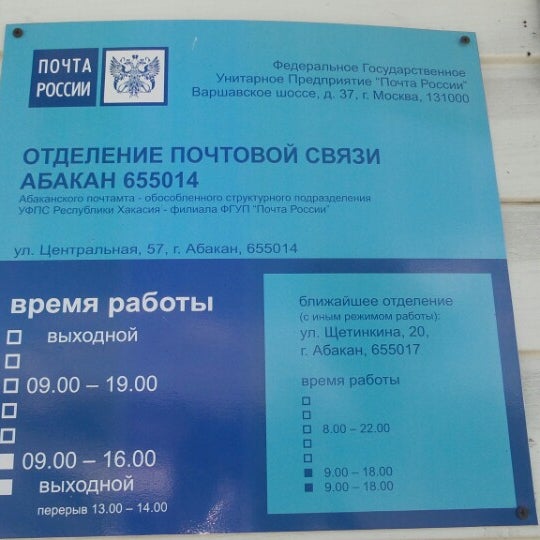 ПОЧТА
РОССИИ
Федеральное Государственное
Унитарное Предприятие "Почта России"
Варшавское шоссе, д. 37, г. Москва, 131000
ОТДЕЛЕНИЕ ПОЧТОВОЙ СВЯЗИ
АБАКАН 655014
Абаканского почтамта - обособленного структурного подразделения
УФПС Республики Хакасия - филиала ФГУП "Почта России"
ул. Центральная, 57, г. Абакан, 655014
время работы
выходной
09.00 – 19.00
09.00 – 16.00
выходной
перерыв 13.00 – 14.00
ближайшее отделение
(с иным режимом работы):
ул. Щетинкина, 20,
г. Абакан, 655017
время работы
8.00 – 22.00
9.00 – 18.00
9.00 – 18.00